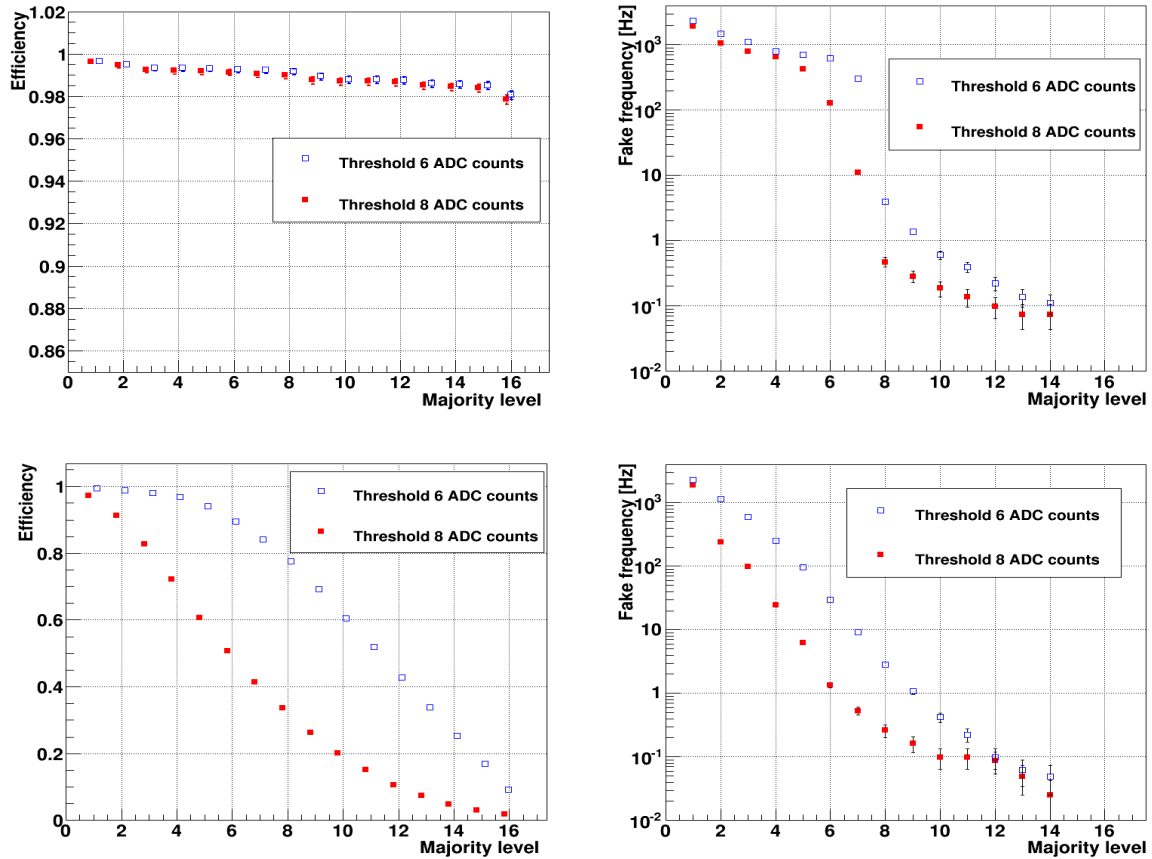 Efficiency
1.02
1
0.98
0.96
0.94
0.92
0.9
0.88
0.86
Threshold 6 ADC counts
Threshold 8 ADC counts
0 2 4 6 8 10 12 14 16
Majority level
Fake frequency [Hz]
10³
10²
10
1
10⁻¹
10⁻²
Threshold 6 ADC counts
Threshold 8 ADC counts
0 2 4 6 8 10 12 14 16
Majority level
Efficiency
1
0.8
0.6
0.4
0.2
0
Threshold 6 ADC counts
Threshold 8 ADC counts
0 2 4 6 8 10 12 14 16
Majority level
Fake frequency [Hz]
10³
10²
10
1
10⁻¹
10⁻²
Threshold 6 ADC counts
Threshold 8 ADC counts
0 2 4 6 8 10 12 14 16
Majority level